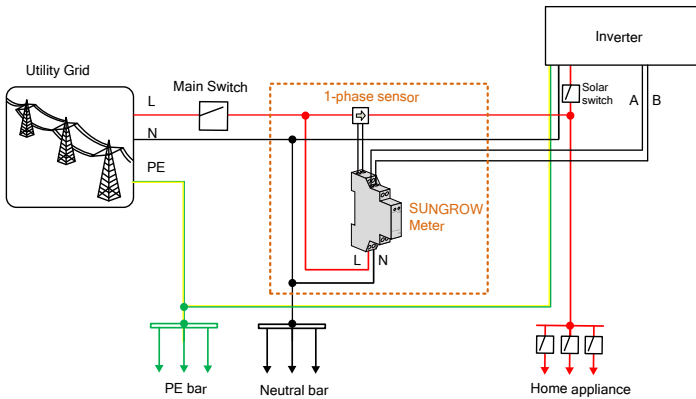 Inverter
Utility Grid
Main Switch
1-phase sensor
Solar
switch
A
B
L
N
PE
SUNGROW
Meter
L
N
PE bar
Neutral bar
Home appliance